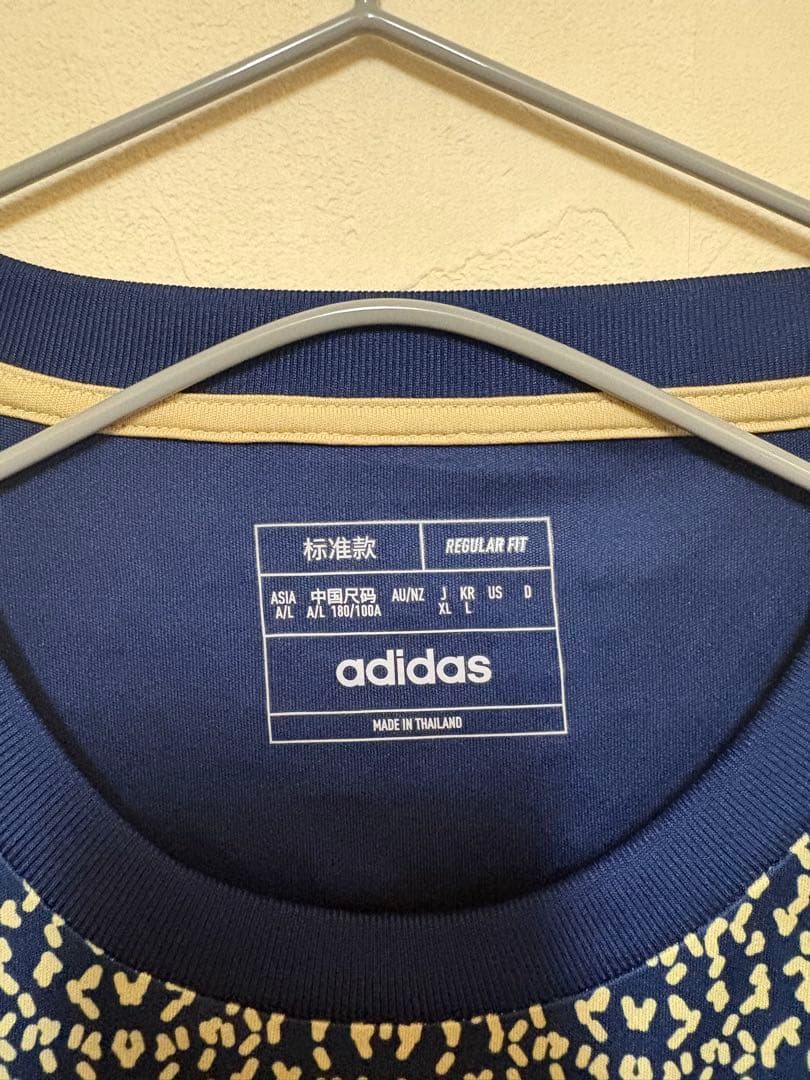 标准款 REGULAR FIT
ASIA 中国尺码 AU/NZ J KR US D
A/L A/L 180/100A XL L
adidas
MADE IN THAILAND